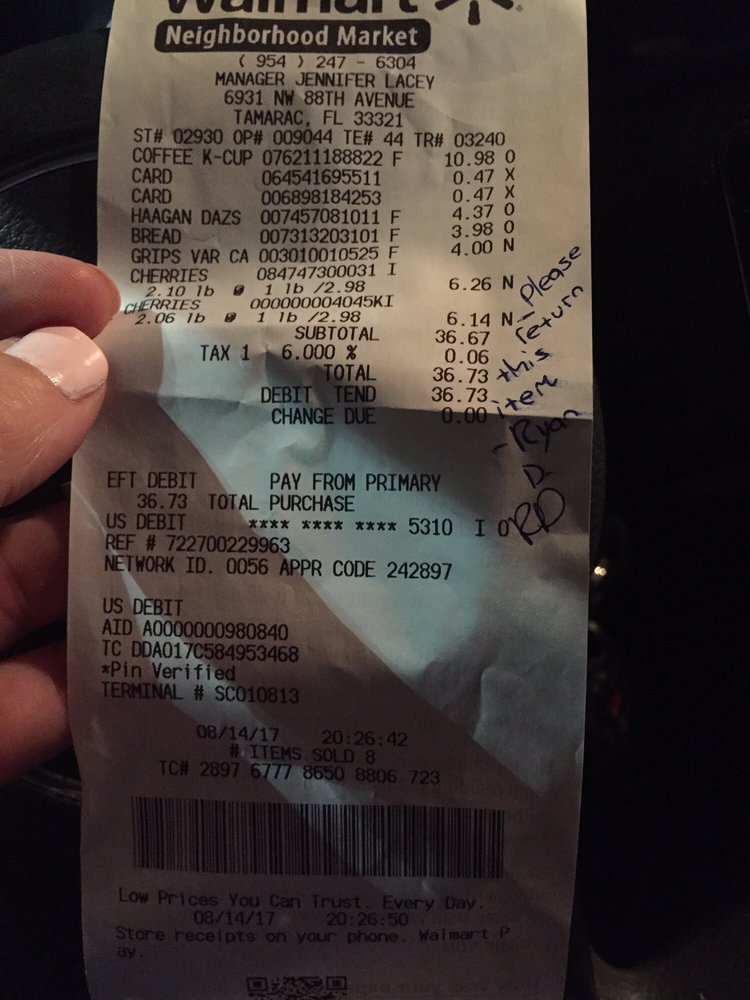 Walmart
Neighborhood Market
( 954 ) 247 - 6304
MANAGER JENNIFER LACEY
6931 NW 88TH AVENUE
TAMARAC, FL 33321
ST# 02930 OP# 009044 TE# 44 TR# 03240
COFFEE K-CUP 076211188822 F 10.98 O
CARD 064541695511 0.47 X
CARD 006898184253 0.47 X
HAAGAN DAZS 007457081011 F 4.37 O
BREAD 007313203101 F 3.98 O
GRIPS VAR CA 003010010525 F 4.00 N
CHERRIES 084747300031 I
2.10 lb @ 1 lb /2.98 6.26 N
CHERRIES 000000004045KI
2.06 lb @ 1 lb /2.98 6.14 N
SUBTOTAL 36.67
TAX 1 6.000 % 0.06
TOTAL 36.73
DEBIT TEND 36.73
CHANGE DUE 0.00
- Please
return
this
item
- Ryan
D.
RD
EFT DEBIT PAY FROM PRIMARY
36.73 TOTAL PURCHASE
US DEBIT **** **** **** 5310 I 0
REF # 722700229963
NETWORK ID. 0056 APPR CODE 242897
US DEBIT
AID A0000000980840
TC DDA017C584953468
*Pin Verified
TERMINAL # SC010813
08/14/17 20:26:42
# ITEMS SOLD 8
TC# 2897 6777 8650 8806 723
Low Prices You Can Trust. Every Day.
08/14/17 20:26:50
Store receipts on your phone. Walmart P
ay.